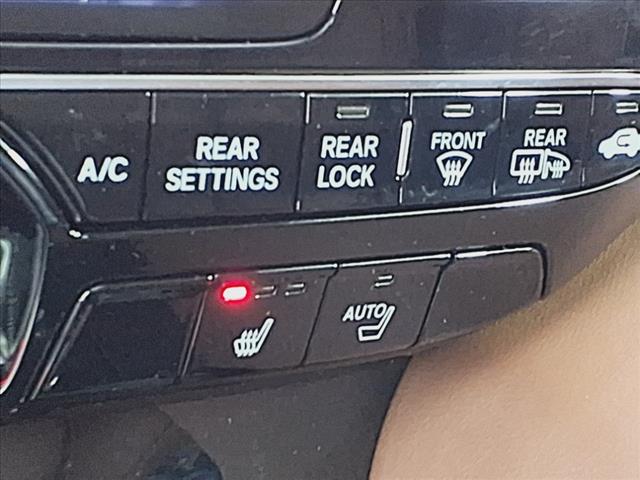 A/C
REAR
SETTINGS
REAR
LOCK
FRONT
REAR
AUTO